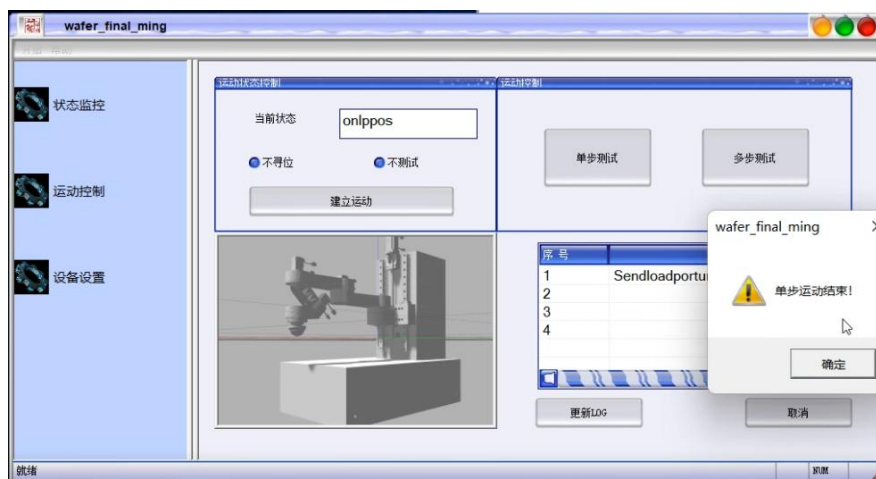 wafer_final_ming
状态监控
运动控制
设备设置
运动状态控制
当前状态
onlppos
不寻位
不测试
建立运动
运动控制
单步测试
多步测试
序号
1 Sendloadportur
2
3
4
更新LOG
取消
wafer_final_ming
单步运动结束!
确定
就绪
NUM